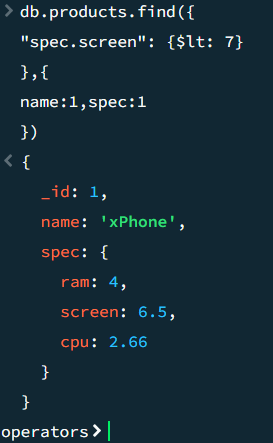 > db.products.find({
"spec.screen": {$lt: 7}
},{
name:1,spec:1
})
< {
_id: 1,
name: 'xPhone',
spec: {
ram: 4,
screen: 6.5,
cpu: 2.66
}
}
operators>